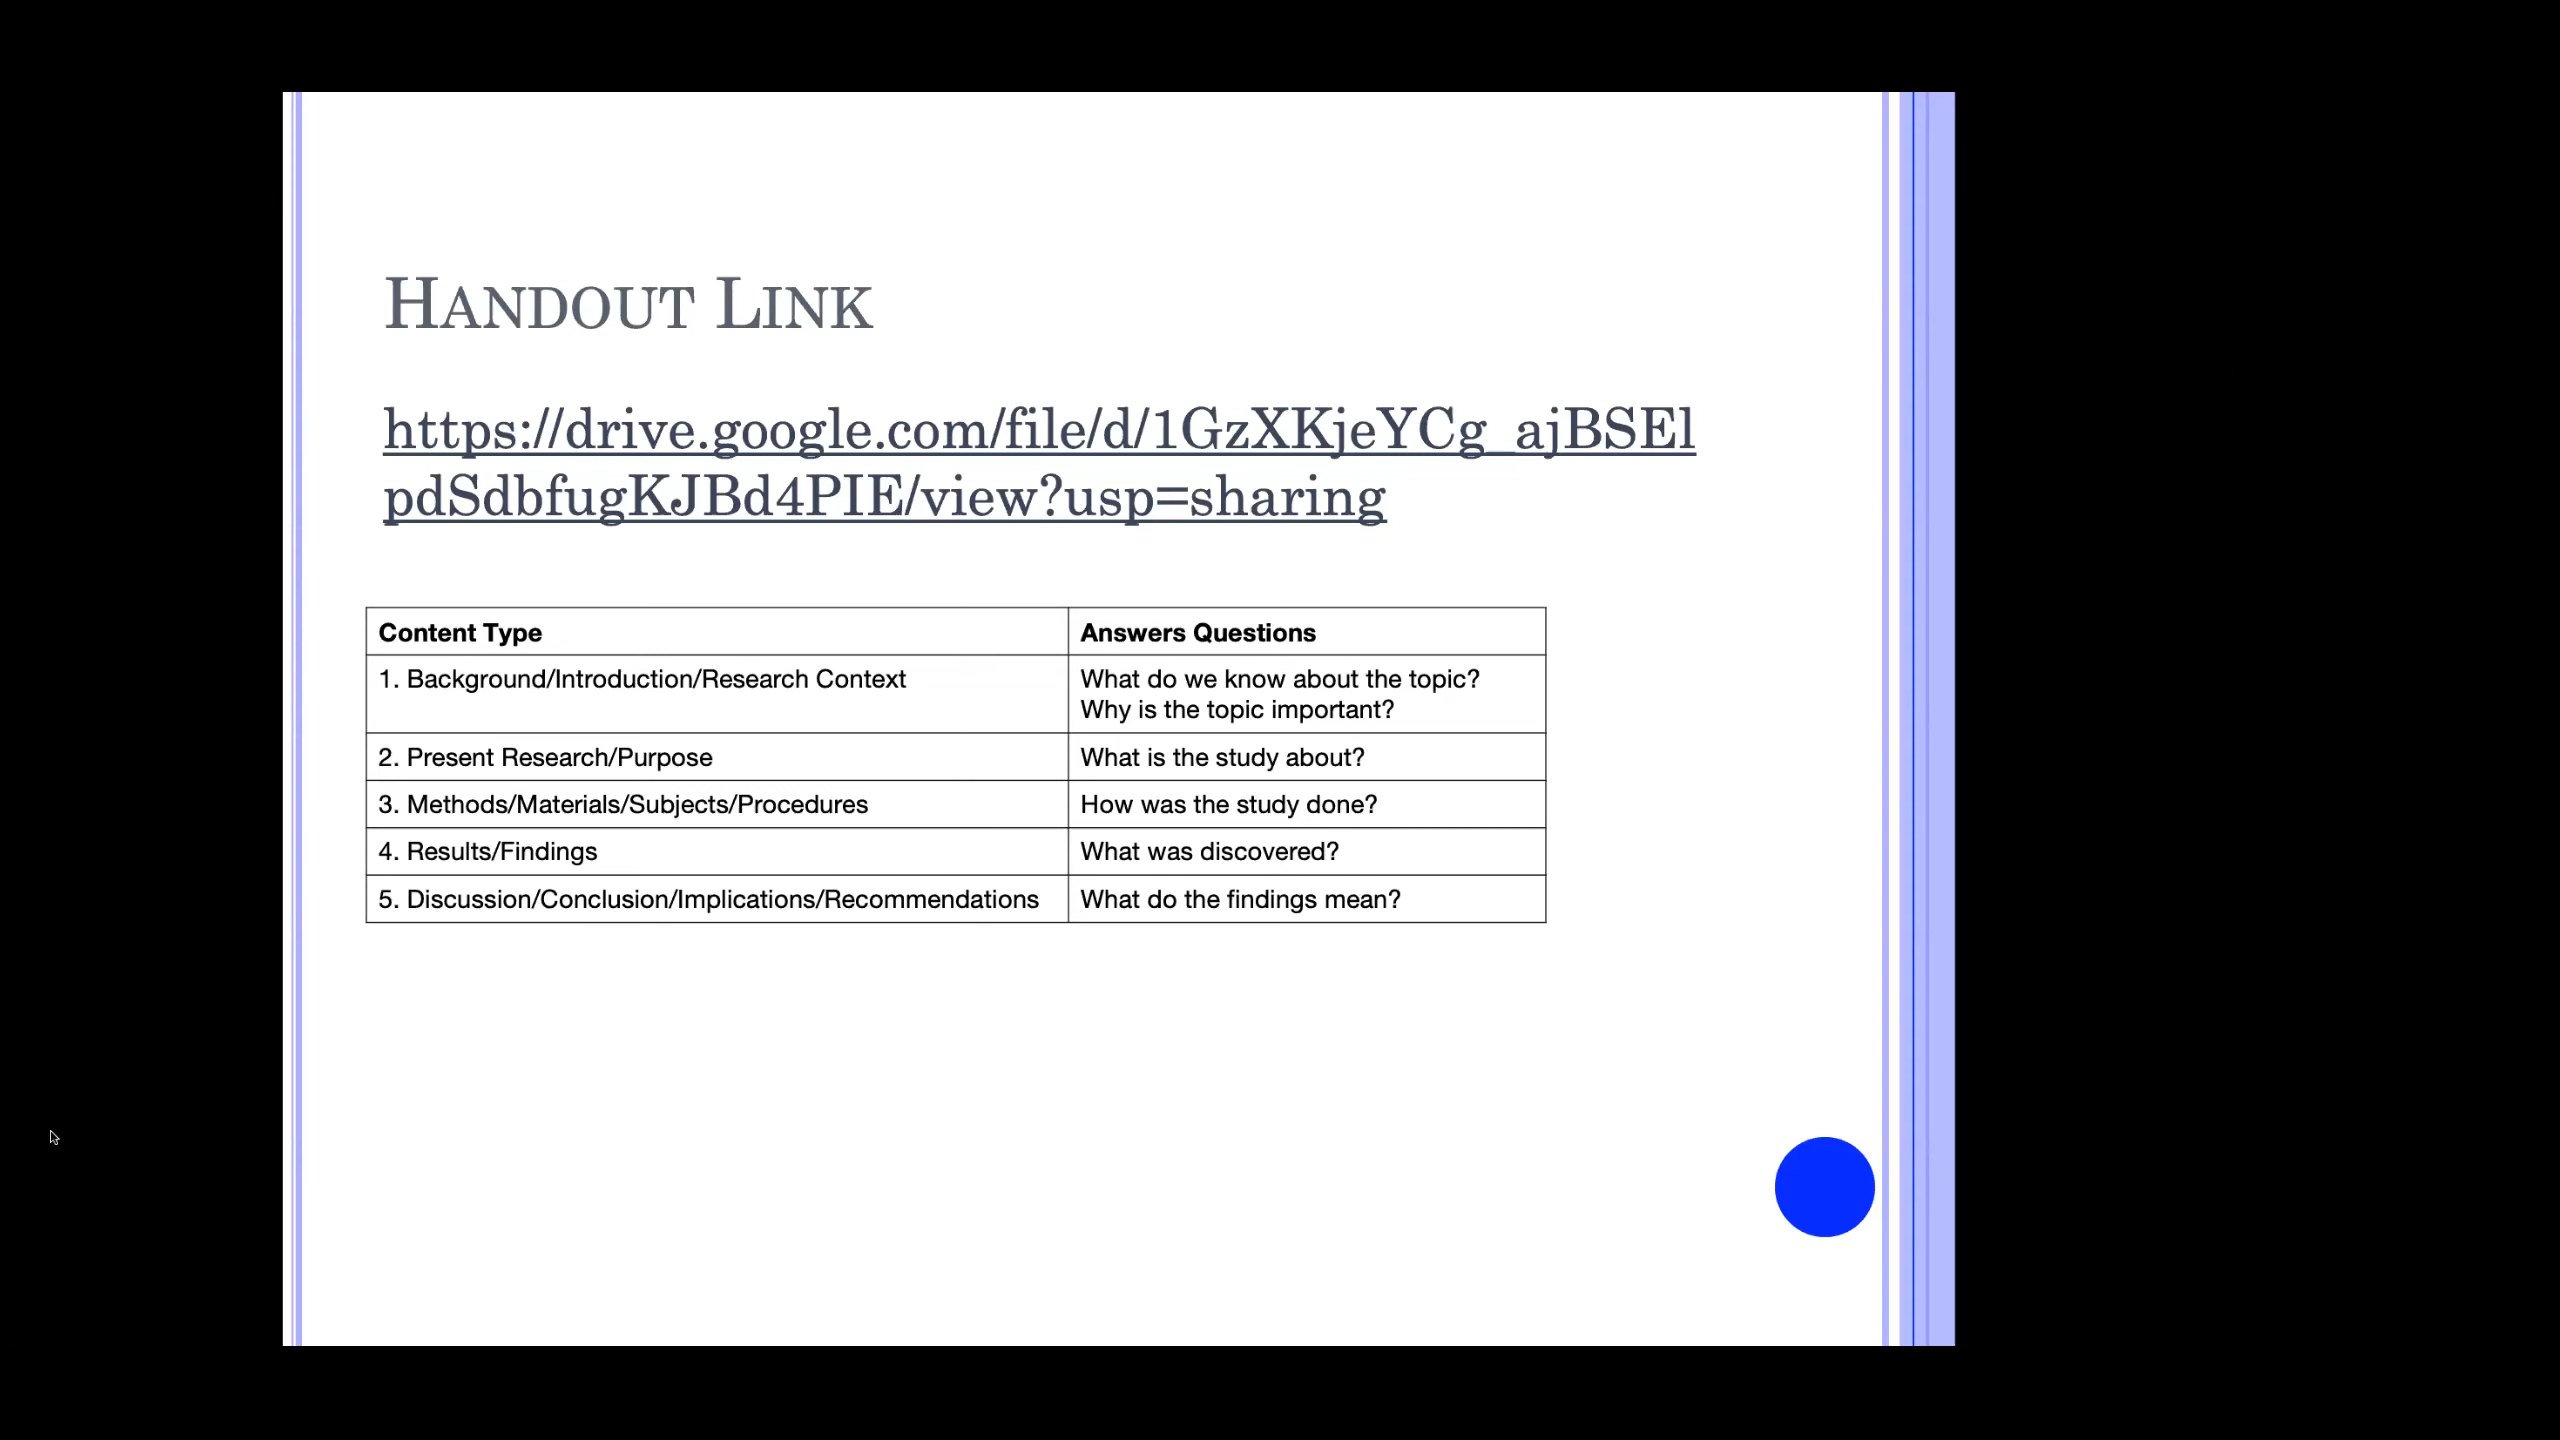 Handout Link
https://drive.google.com/file/d/1GzXKjeYCg_ajBSEl
pdSdbfugKJBd4PIE/view?usp=sharing
Content Type Answers Questions
1. Background/Introduction/Research Context What do we know about the topic?
Why is the topic important?
2. Present Research/Purpose What is the study about?
3. Methods/Materials/Subjects/Procedures How was the study done?
4. Results/Findings What was discovered?
5. Discussion/Conclusion/Implications/Recommendations What do the findings mean?